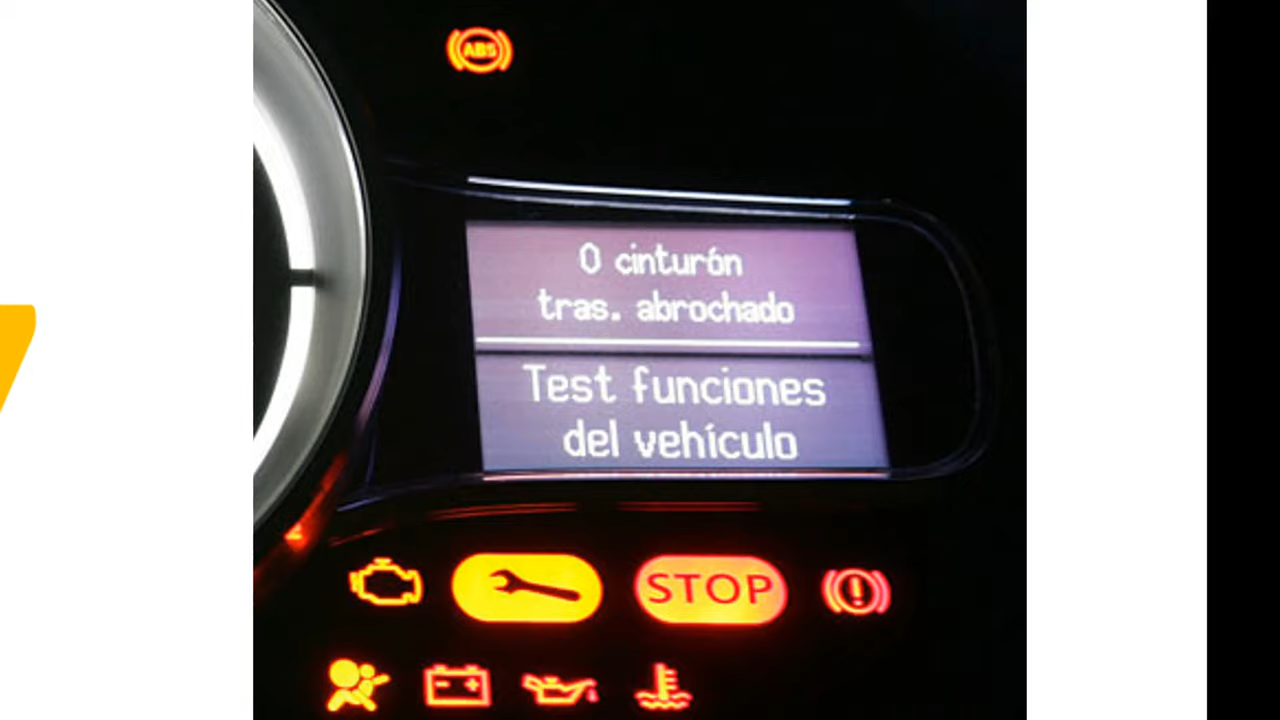 ABS
0 cinturón
tras. abrochado
Test funciones
del vehículo
STOP